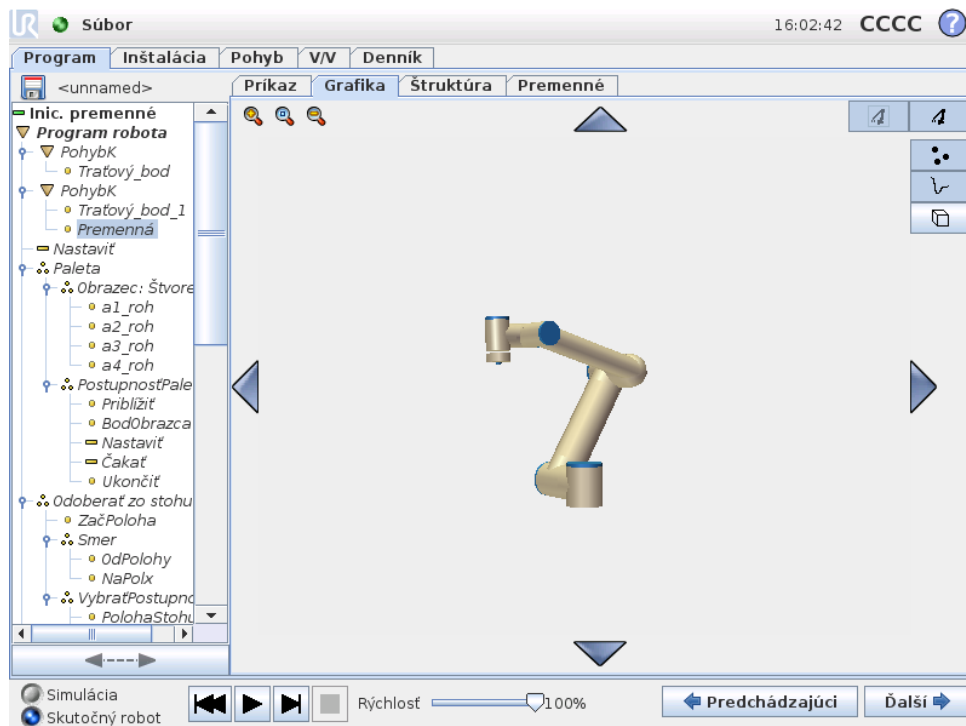 UR Súbor 16:02:42 CCCC ?
Program Inštalácia Pohyb V/V Denník
<unnamed> Príkaz Grafika Štruktúra Premenné
Inic. premenné
Program robota
PohybK
Traťový_bod
PohybK
Traťový_bod_1
Premenná
Nastaviť
Paleta
Obrazec: Štvore
a1_roh
a2_roh
a3_roh
a4_roh
PostupnosťPale
Priblížiť
BodObrazca
Nastaviť
Čakať
Ukončiť
Odoberať zo stohu
ZačPoloha
Smer
OdPolohy
NaPolx
VybraťPostupno
PolohaStohu
Simulácia
Skutočný robot
Rýchlosť 100%
Predchádzajúci Ďalší